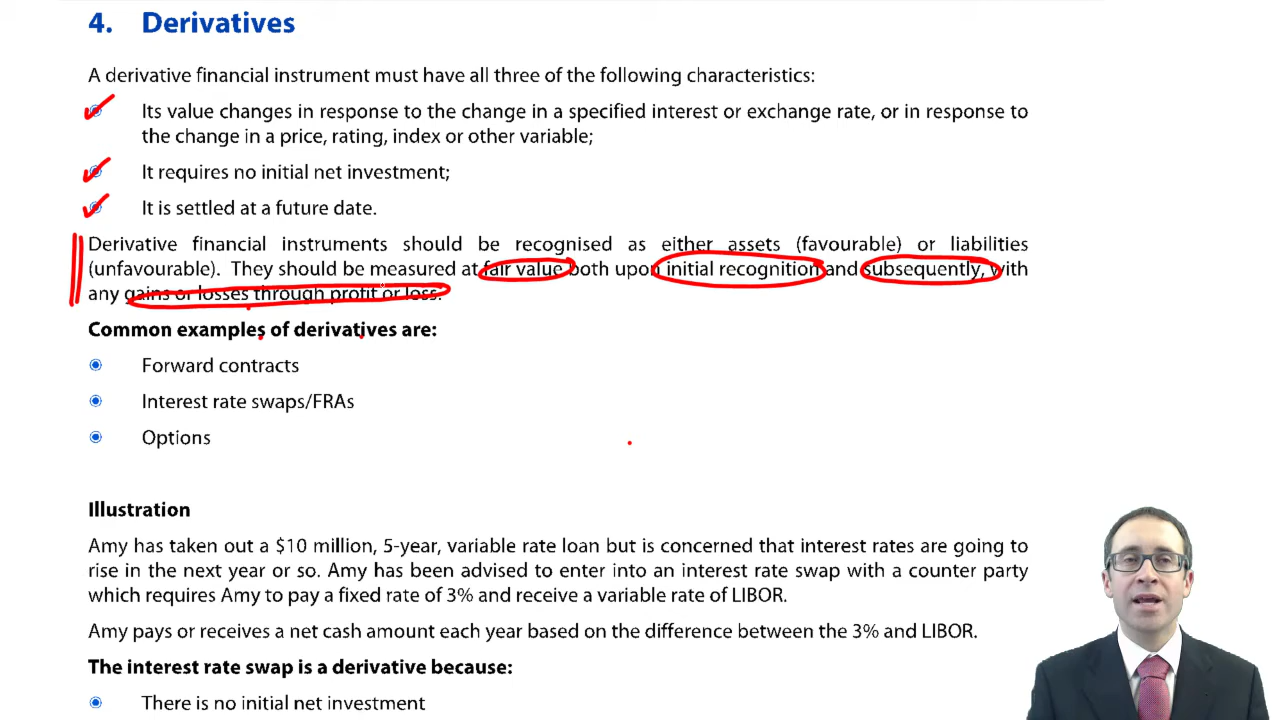 4. Derivatives
A derivative financial instrument must have all three of the following characteristics:
Its value changes in response to the change in a specified interest or exchange rate, or in response to
the change in a price, rating, index or other variable;
It requires no initial net investment;
It is settled at a future date.
Derivative financial instruments should be recognised as either assets (favourable) or liabilities
(unfavourable). They should be measured at fair value both upon initial recognition and subsequently, with
any gains or losses through profit or loss.
Common examples of derivatives are:
Forward contracts
Interest rate swaps/FRAs
Options
Illustration
Amy has taken out a $10 million, 5-year, variable rate loan but is concerned that interest rates are going to
rise in the next year or so. Amy has been advised to enter into an interest rate swap with a counter party
which requires Amy to pay a fixed rate of 3% and receive a variable rate of LIBOR.
Amy pays or receives a net cash amount each year based on the difference between the 3% and LIBOR.
The interest rate swap is a derivative because:
There is no initial net investment